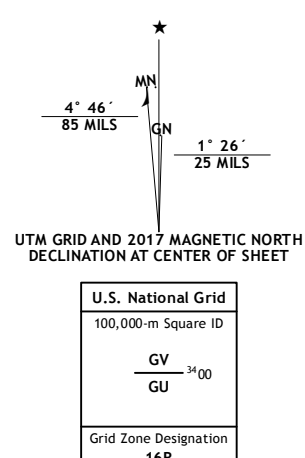 ★
MN
4° 46´
85 MILS
GN
1° 26´
25 MILS
UTM GRID AND 2017 MAGNETIC NORTH
DECLINATION AT CENTER OF SHEET
U.S. National Grid
100,000-m Square ID
GV
3400
GU
Grid Zone Designation